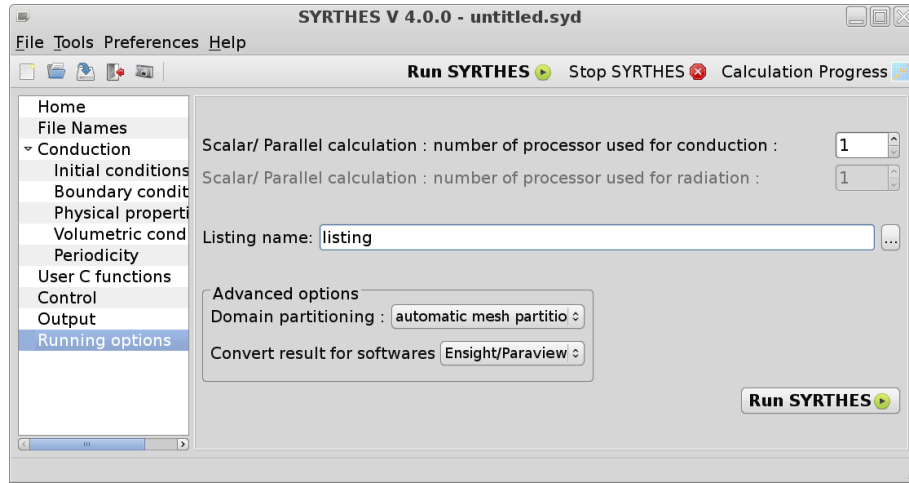 SYRTHES V 4.0.0 - untitled.syd
File Tools Preferences Help
Run SYRTHES Stop SYRTHES Calculation Progress
Home
File Names
Conduction
Initial conditions
Boundary condit
Physical properti
Volumetric cond
Periodicity
User C functions
Control
Output
Running options
Scalar/ Parallel calculation : number of processor used for conduction : 1
Scalar/ Parallel calculation : number of processor used for radiation : 1
Listing name: listing ...
Advanced options
Domain partitioning : automatic mesh partitio
Convert result for softwares Ensight/Paraview
Run SYRTHES